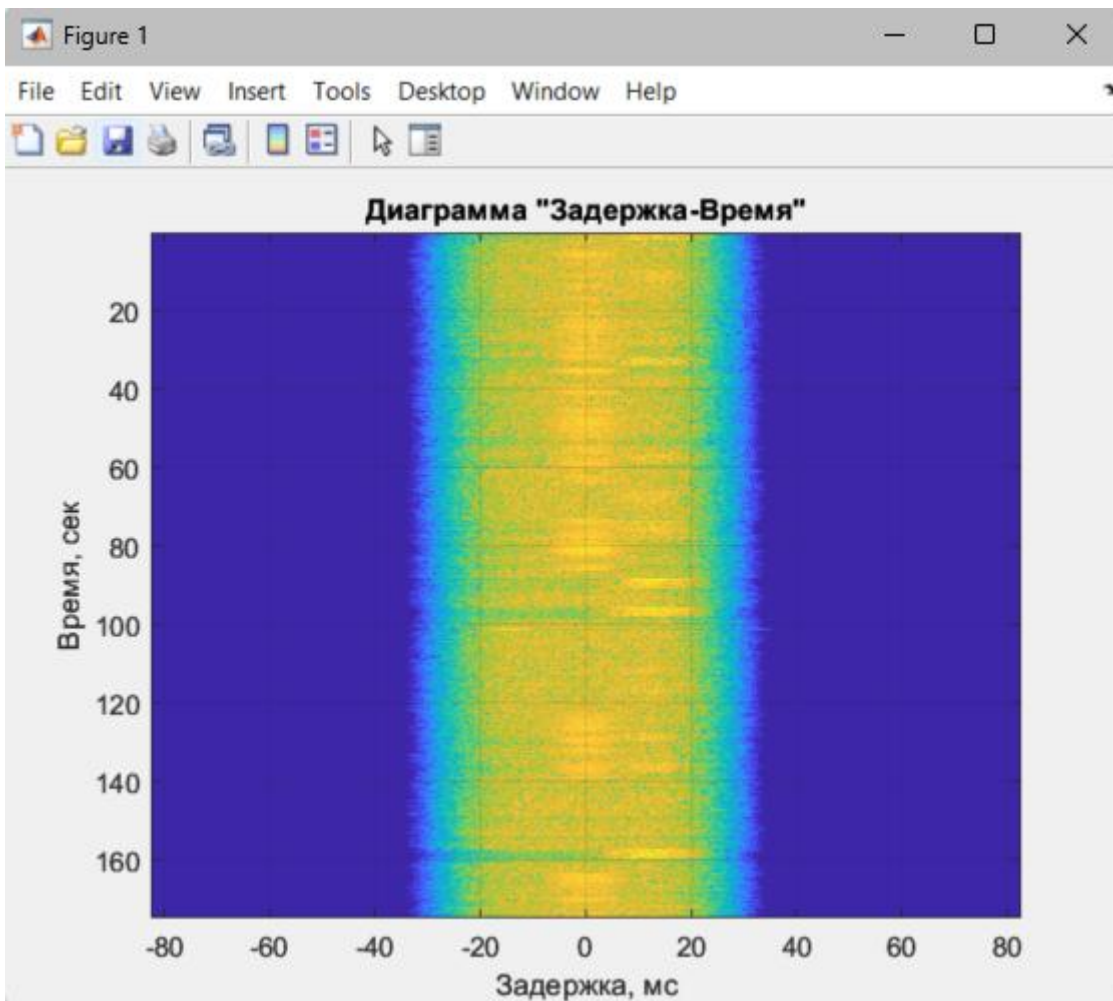 Figure 1
File Edit View Insert Tools Desktop Window Help
Диаграмма "Задержка-Время"
20
40
60
80
100
120
140
160
Время, сек
-80 -60 -40 -20 0 20 40 60 80
Задержка, мс